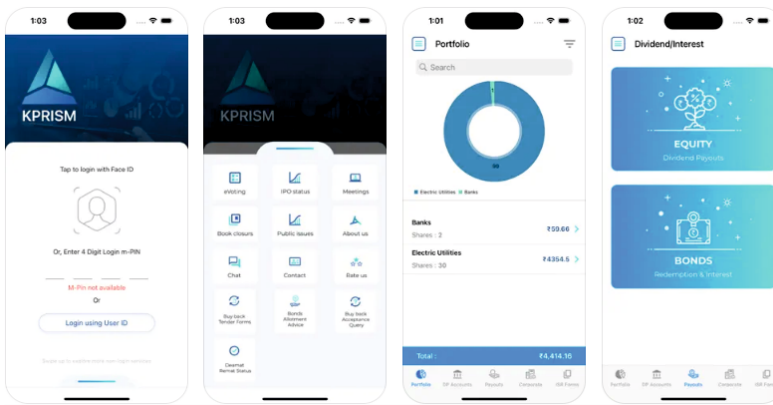 1:03
KPRISM
Tap to login with Face ID
Or, Enter 4 Digit Login m-PIN
M-Pin not available
Or
Login using User ID
1:03
KPRISM
eVoting
IPO status
Meetings
Book closure
Public Issues
About us
Chat
Contact
Rate us
Buy back
Tender Forms
Bonds
Allotment
Advice
Buy back
Acceptance
Query
Demat
Remat Status
1:01
Portfolio
Search
1
99
Electric Utilities
Banks
Banks
Shares : 2
₹59.66
Electric Utilities
Shares : 30
₹4354.5
Total :
₹4,414.16
Portfolio
DP Accounts
Payouts
Corporate
ISR Forms
1:02
Dividend/Interest
EQUITY
Dividend Payouts
BONDS
Redemption & Interest
Portfolio
DP Accounts
Payouts
Corporate